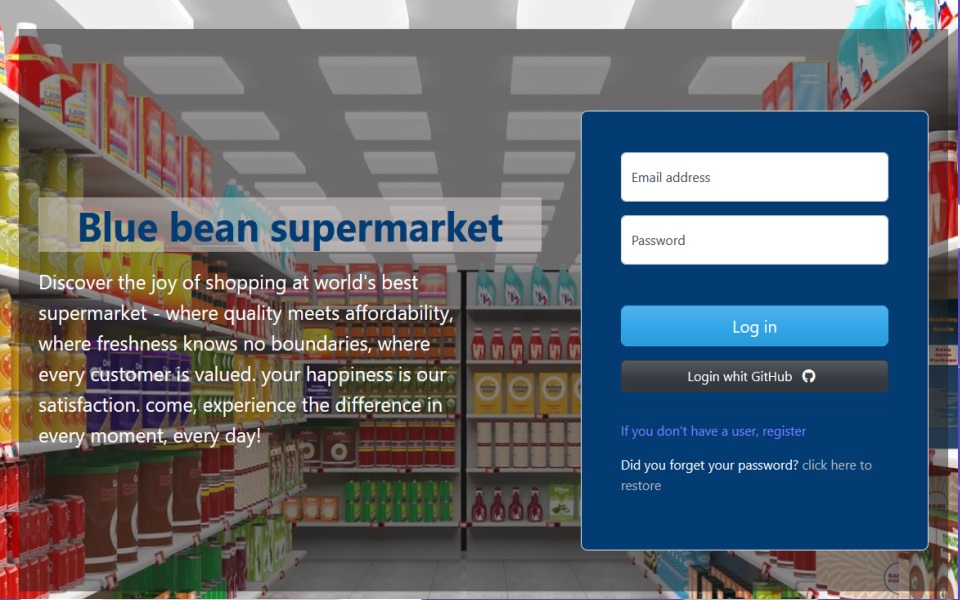 Blue bean supermarket
Discover the joy of shopping at world's best
supermarket - where quality meets affordability,
where freshness knows no boundaries, where
every customer is valued. your happiness is our
satisfaction. come, experience the difference in
every moment, every day!
Email address
Password
Log in
Login whit GitHub
If you don't have a user, register
Did you forget your password? click here to
restore